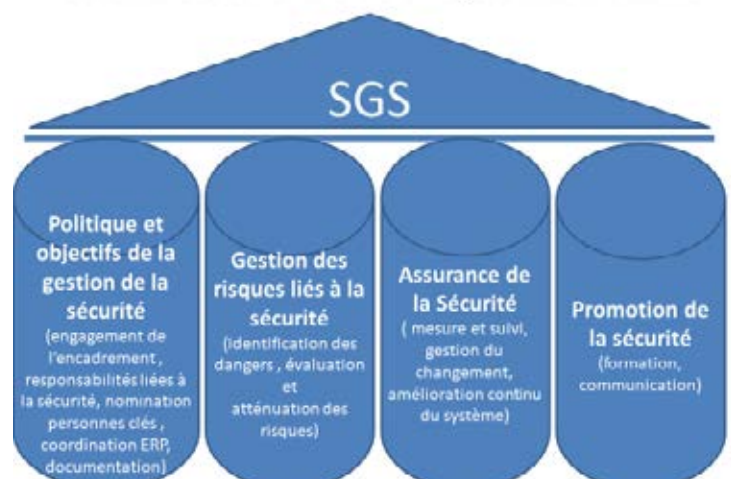 SGS
Politique et
objectifs de la
gestion de la
sécurité
(engagement de
l'encadrement,
responsabilités liées à
la sécurité, nomination
personnes clés,
coordination ERP,
documentation)
Gestion des
risques liés à la
sécurité
(identification des
dangers, évaluation
et
atténuation des
risques)
Assurance de
la Sécurité
( mesure et suivi,
gestion du
changement,
amélioration continu
du système)
Promotion de
la sécurité
(formation,
communication)